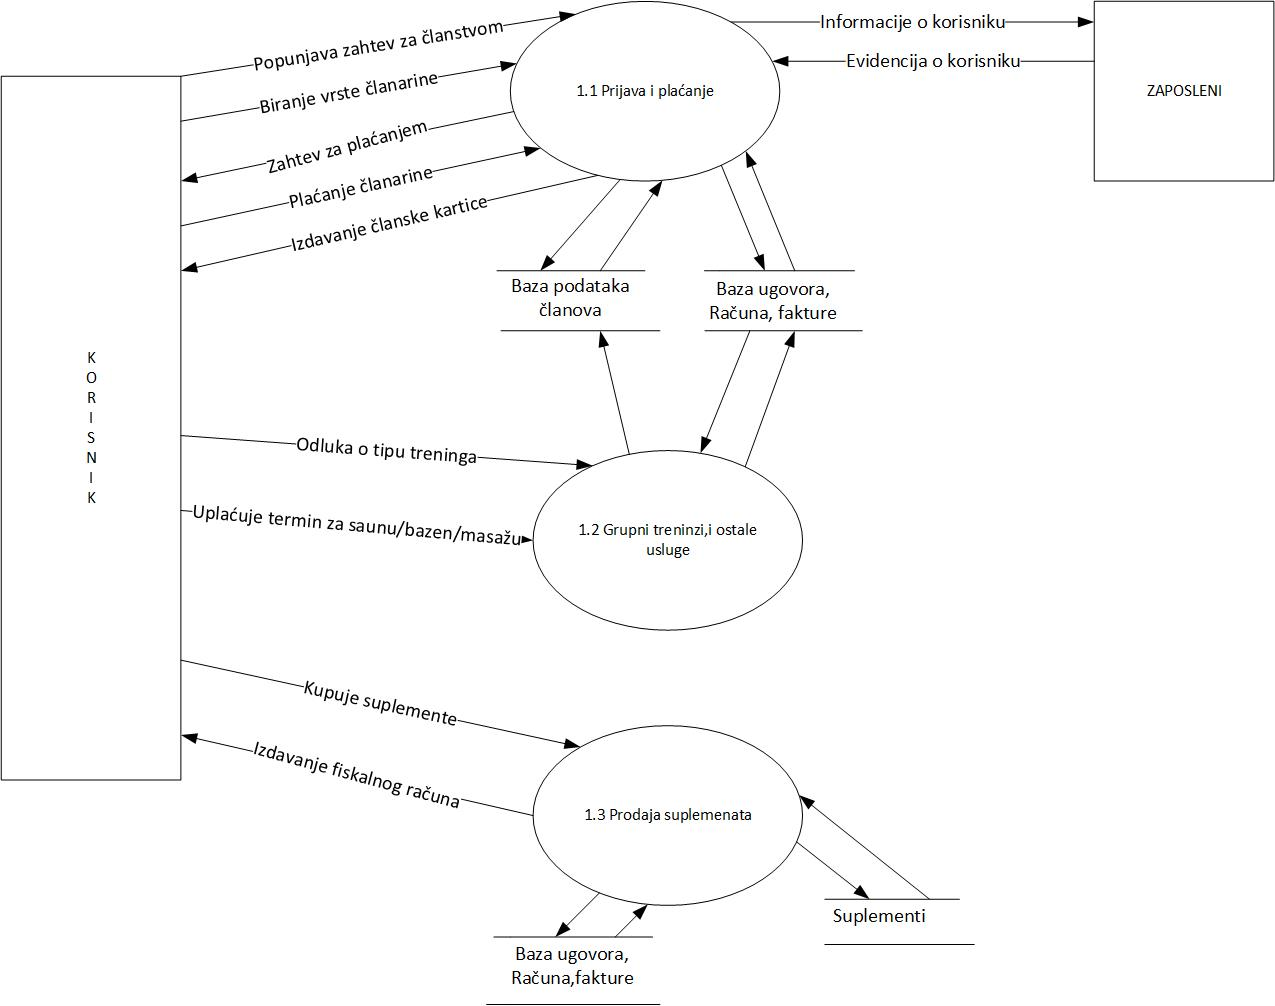 Popunjava zahtev za članstvom
Biranje vrste članarine
Zahtev za plaćanjem
Plaćanje članarine
Izdavanje članske kartice
1.1 Prijava i plaćanje
Informacije o korisniku
Evidencija o korisniku
ZAPOSLENI
Baza podataka
članova
Baza ugovora,
Računa, fakture
K
O
R
I
S
N
I
K
Odluka o tipu treninga
Uplaćuje termin za saunu/bazen/masažu
1.2 Grupni treninzi,i ostale
usluge
Kupuje suplemente
Izdavanje fiskalnog računa
1.3 Prodaja suplemenata
Suplementi
Baza ugovora,
Računa,fakture